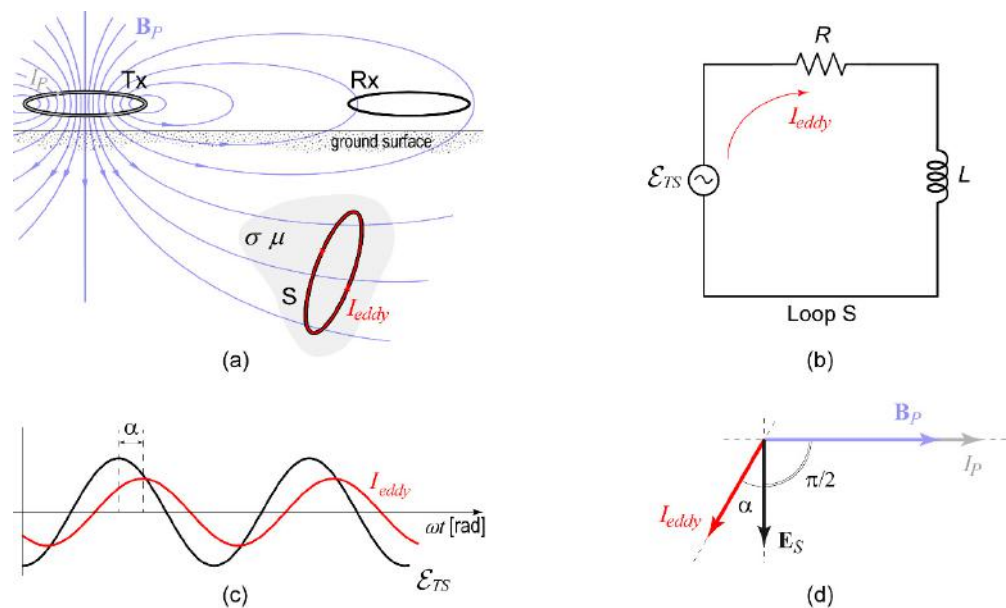 B_P
I_P
Tx
Rx
ground surface
σ μ
S
I_eddy
(a)
R
I_eddy
ℰ_TS
L
Loop S
(b)
α
I_eddy
ωt [rad]
ℰ_TS
(c)
B_P
I_P
π/2
α
I_eddy
E_S
(d)